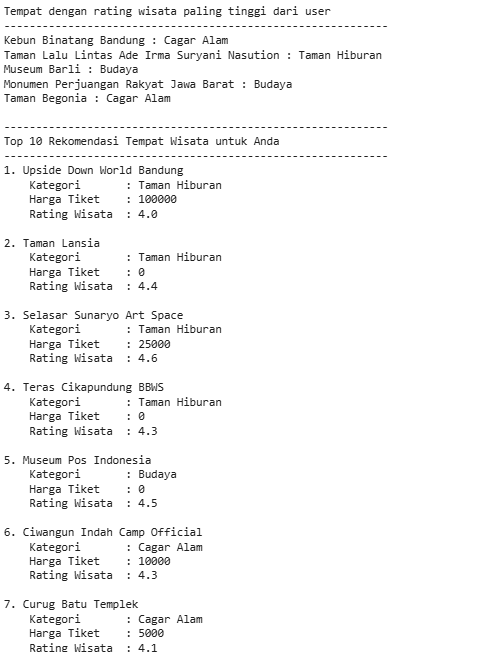 Tempat dengan rating wisata paling tinggi dari user
------------------------------------------------------------
Kebun Binatang Bandung : Cagar Alam
Taman Lalu Lintas Ade Irma Suryani Nasution : Taman Hiburan
Museum Barli : Budaya
Monumen Perjuangan Rakyat Jawa Barat : Budaya
Taman Begonia : Cagar Alam
------------------------------------------------------------
Top 10 Rekomendasi Tempat Wisata untuk Anda
------------------------------------------------------------
1. Upside Down World Bandung
Kategori : Taman Hiburan
Harga Tiket : 100000
Rating Wisata : 4.0
2. Taman Lansia
Kategori : Taman Hiburan
Harga Tiket : 0
Rating Wisata : 4.4
3. Selasar Sunaryo Art Space
Kategori : Taman Hiburan
Harga Tiket : 25000
Rating Wisata : 4.6
4. Teras Cikapundung BBWS
Kategori : Taman Hiburan
Harga Tiket : 0
Rating Wisata : 4.3
5. Museum Pos Indonesia
Kategori : Budaya
Harga Tiket : 0
Rating Wisata : 4.5
6. Ciwangun Indah Camp Official
Kategori : Cagar Alam
Harga Tiket : 10000
Rating Wisata : 4.3
7. Curug Batu Templek
Kategori : Cagar Alam
Harga Tiket : 5000
Rating Wisata : 4.1